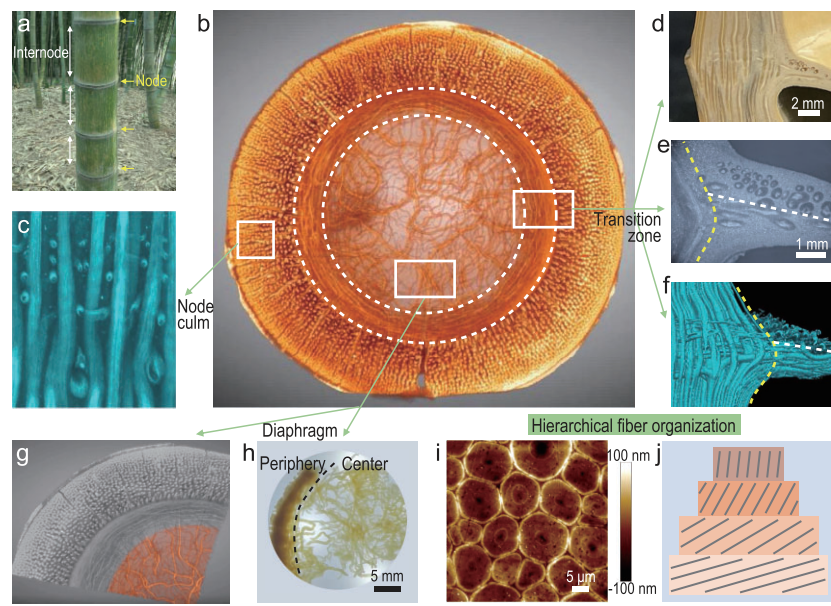 a
Internode
Node
b
c
Node
culm
d
2 mm
e
Transition
zone
1 mm
f
Diaphragm
Hierarchical fiber organization
g
h
Periphery
Center
5 mm
i
100 nm
5 µm
-100 nm
j